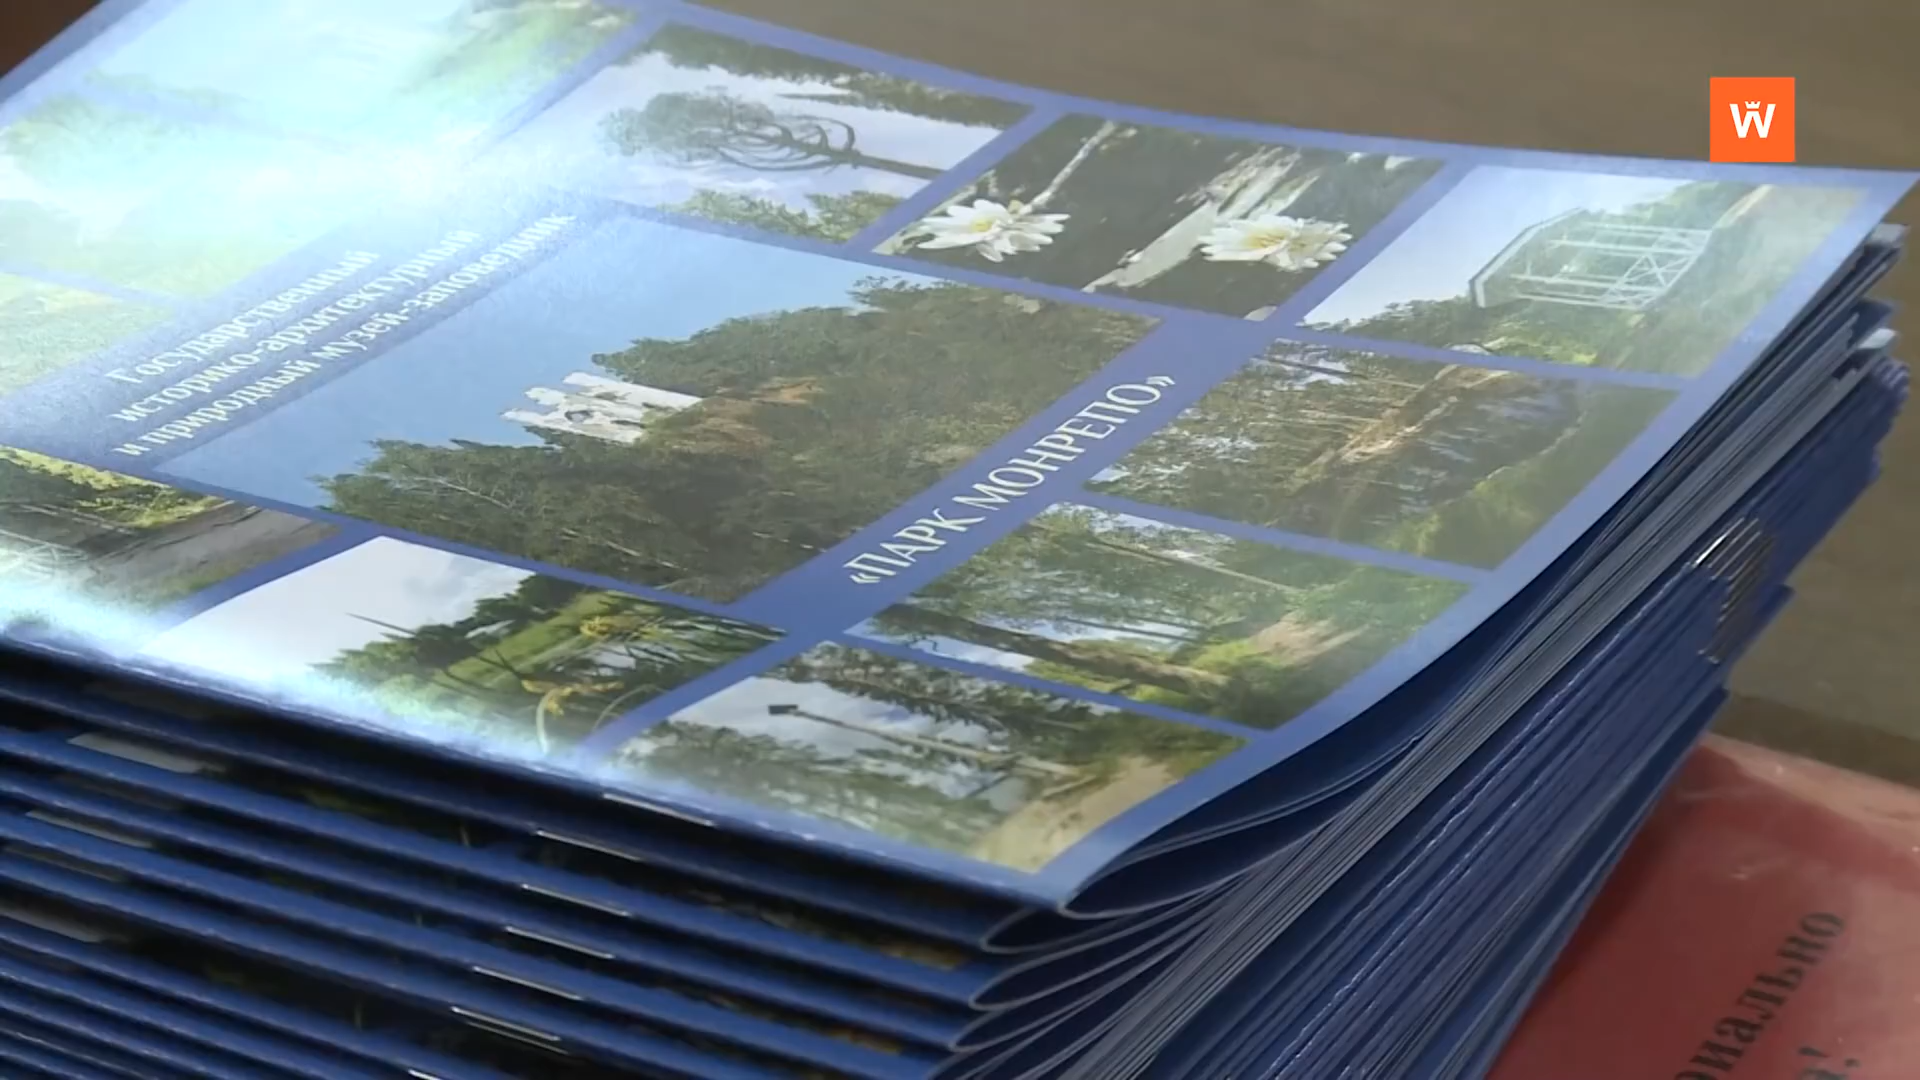 W
Государственный
историко-архитектурный
и природный музей-заповедник
«ПАРК МОНРЕПО»